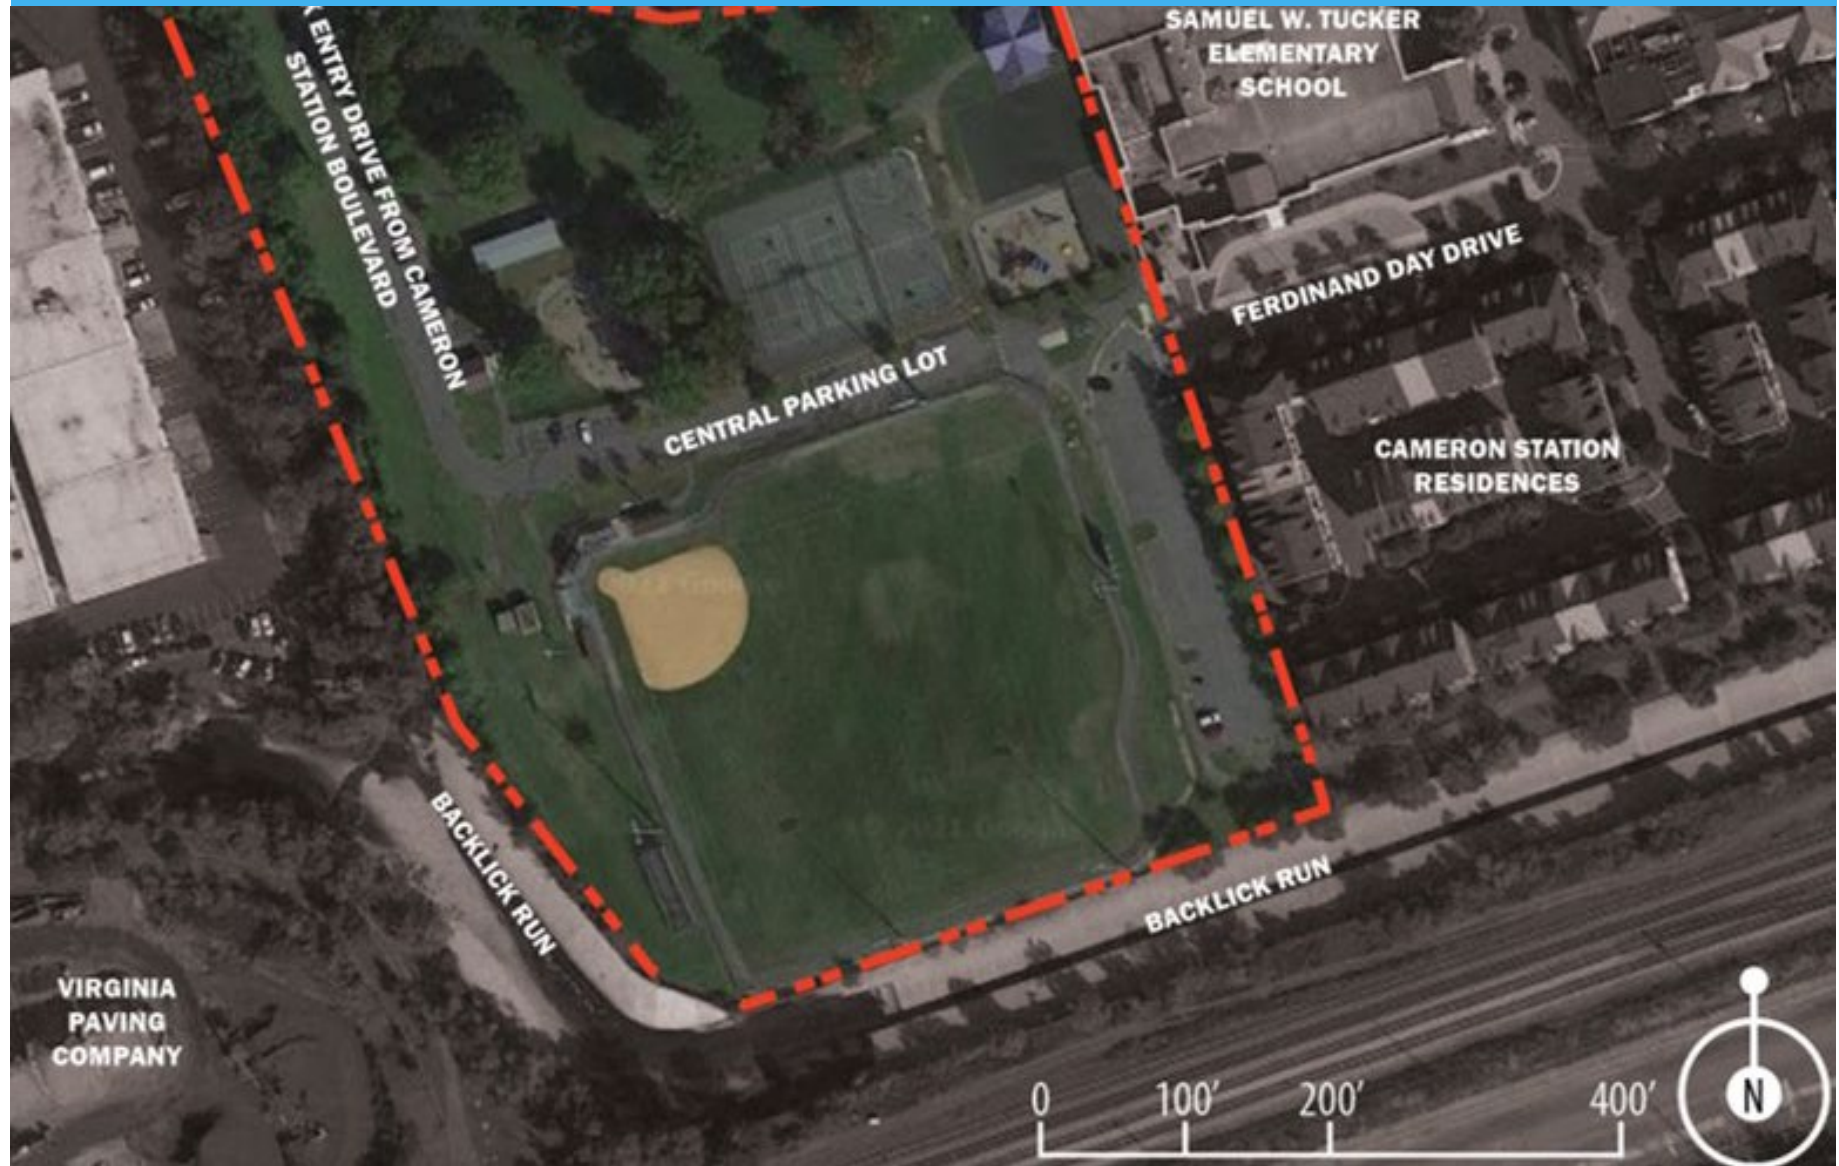 SAMUEL W. TUCKER
ELEMENTARY
SCHOOL
ENTRY DRIVE FROM CAMERON
STATION BOULEVARD
FERDINAND DAY DRIVE
CENTRAL PARKING LOT
CAMERON STATION
RESIDENCES
BACKLICK RUN
BACKLICK RUN
VIRGINIA
PAVING
COMPANY
0 100' 200' 400'
N